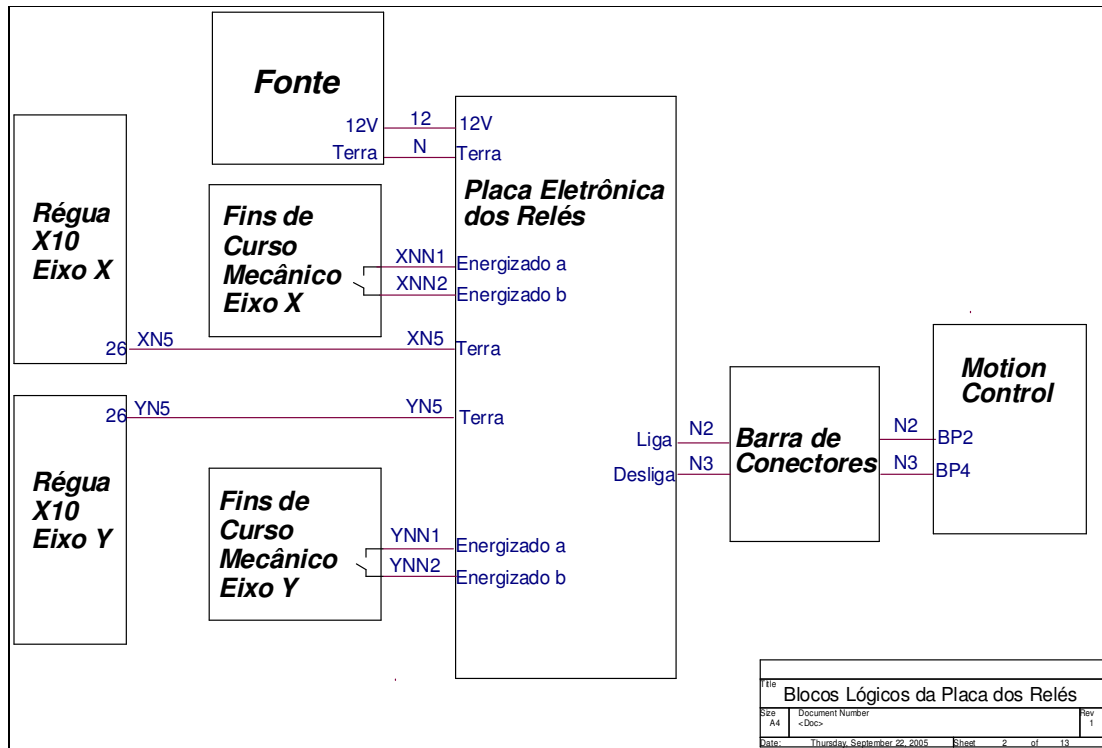 Fonte
12V 12 12V
Terra N Terra
Placa Eletrônica
dos Relés
Régua
X10
Eixo X
26 XN5
Fins de
Curso
Mecânico
Eixo X
XNN1 Energizado a
XNN2 Energizado b
XN5 Terra
Régua
X10
Eixo Y
26 YN5
YN5 Terra
Fins de
Curso
Mecânico
Eixo Y
YNN1 Energizado a
YNN2 Energizado b
Liga N2
Desliga N3
Barra de
Conectores
N2 BP2
N3 BP4
Motion
Control
Title
Blocos Lógicos da Placa dos Relés
Size Document Number Rev
A4 <Doc> 1
Date: Thursday, September 22, 2005 Sheet 2 of 13